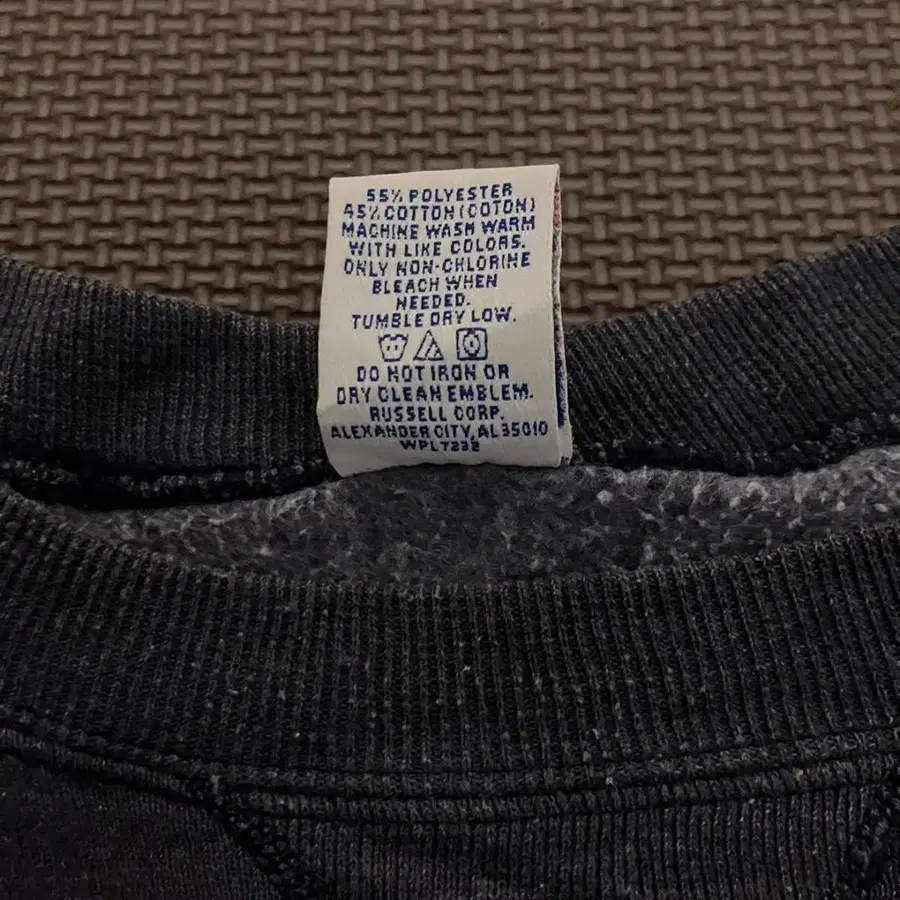 55% POLYESTER
45% COTTON (COTON)
MACHINE WASH WARM
WITH LIKE COLORS.
ONLY NON-CHLORINE
BLEACH WHEN
NEEDED.
TUMBLE DRY LOW.
DO NOT IRON OR
DRY CLEAN EMBLEM.
RUSSELL CORP.
ALEXANDER CITY, AL 35010
WPL7232